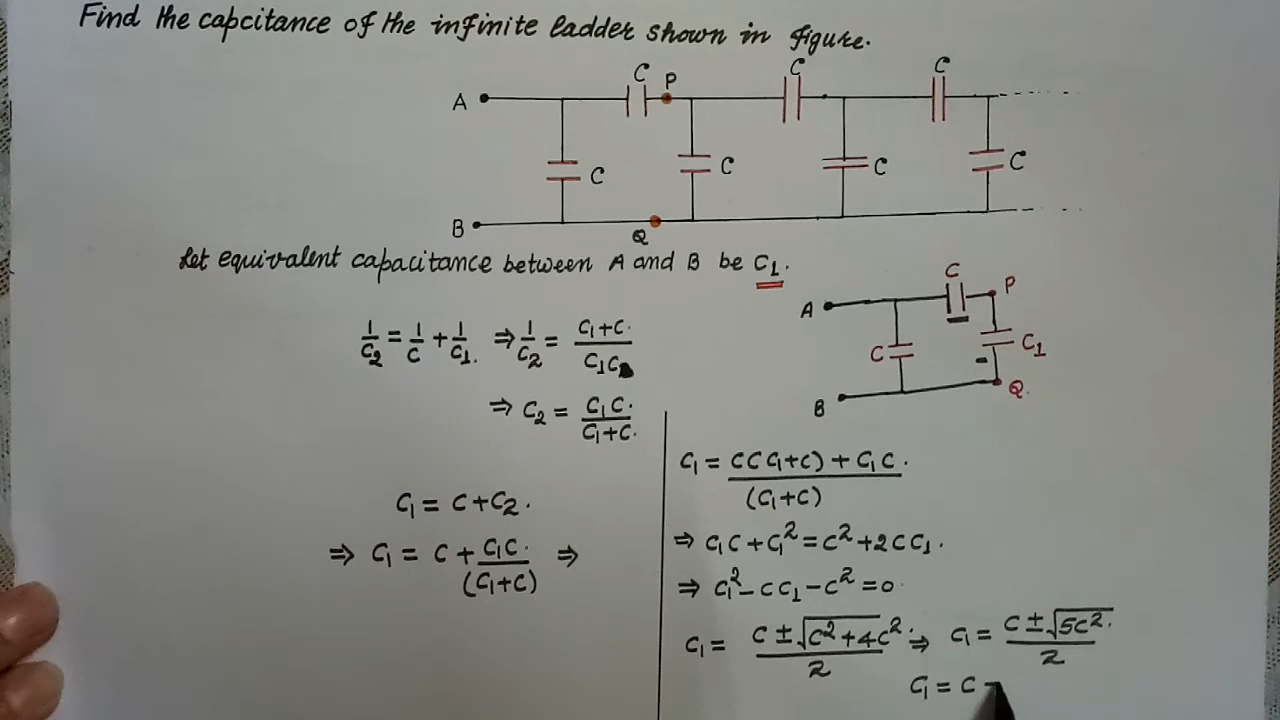 Find the capcitance of the infinite ladder shown in figure.
C P C C
A
C C C C
B
Q
Let equivalent capacitance between A and B be C₁.
C
A P
C C₁
B Q.
1/C₂ = 1/C + 1/C₁. ⇒ 1/C₂ = C₁+C./C₁C
⇒ C₂ = C₁C./C₁+C.
C₁ = C+C₂.
⇒ C₁ = C + C₁C./(C₁+C) ⇒
C₁ = C(C₁+C) + C₁C./(C₁+C)
⇒ C₁C + C₁² = C² + 2CC₁.
⇒ C₁² - CC₁ - C² = 0.
C₁ = C ± √C²+4C²./2 ⇒ C₁ = C ± √5C²./2
C₁ = C